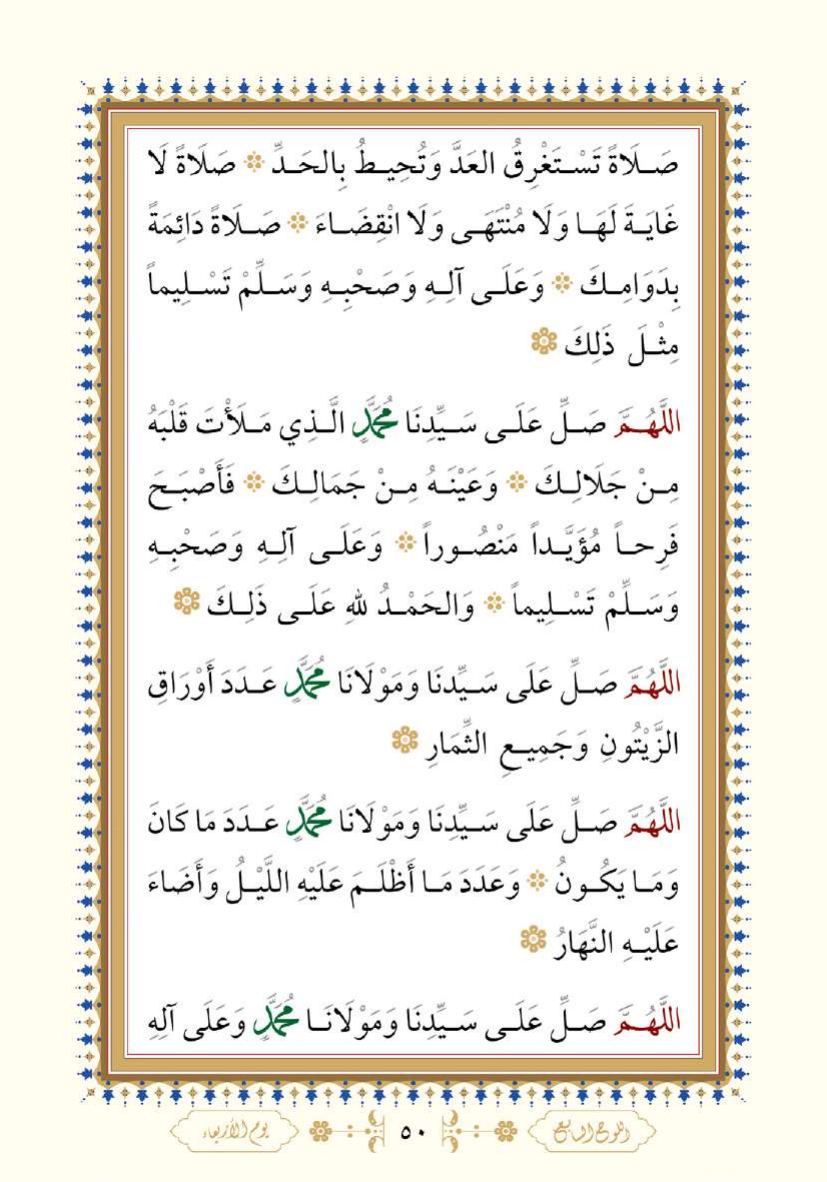 صَلَاةً تَسْتَغْرِقُ العَدَّ وَتُحِيطُ بِالحَدِّ ۞ صَلَاةً لَا
غَايَةَ لَهَا وَلَا مُنْتَهَى وَلَا انْقِضَاءَ ۞ صَلَاةً دَائِمَةً
بِدَوَامِكَ ۞ وَعَلَى آلِهِ وَصَحْبِهِ وَسَلِّمْ تَسْلِيماً
مِثْلَ ذَلِكَ ۞
اللَّهُمَّ صَلِّ عَلَى سَيِّدِنَا مُحَمَّدٍ الَّذِي مَلَأْتَ قَلْبَهُ
مِنْ جَلَالِكَ ۞ وَعَيْنَهُ مِنْ جَمَالِكَ ۞ فَأَصْبَحَ
فَرِحاً مُؤَيَّداً مَنْصُوراً ۞ وَعَلَى آلِهِ وَصَحْبِهِ
وَسَلِّمْ تَسْلِيماً ۞ وَالحَمْدُ للهِ عَلَى ذَلِكَ ۞
اللَّهُمَّ صَلِّ عَلَى سَيِّدِنَا وَمَوْلَانَا مُحَمَّدٍ عَدَدَ أَوْرَاقِ
الزَّيْتُونِ وَجَمِيعِ الثِّمَارِ ۞
اللَّهُمَّ صَلِّ عَلَى سَيِّدِنَا وَمَوْلَانَا مُحَمَّدٍ عَدَدَ مَا كَانَ
وَمَا يَكُونُ ۞ وَعَدَدَ مَا أَظْلَمَ عَلَيْهِ اللَّيْلُ وَأَضَاءَ
عَلَيْهِ النَّهَارُ ۞
اللَّهُمَّ صَلِّ عَلَى سَيِّدِنَا وَمَوْلَانَا مُحَمَّدٍ وَعَلَى آلِهِ
اللوح السابع ٥٠ يوم الأربعاء